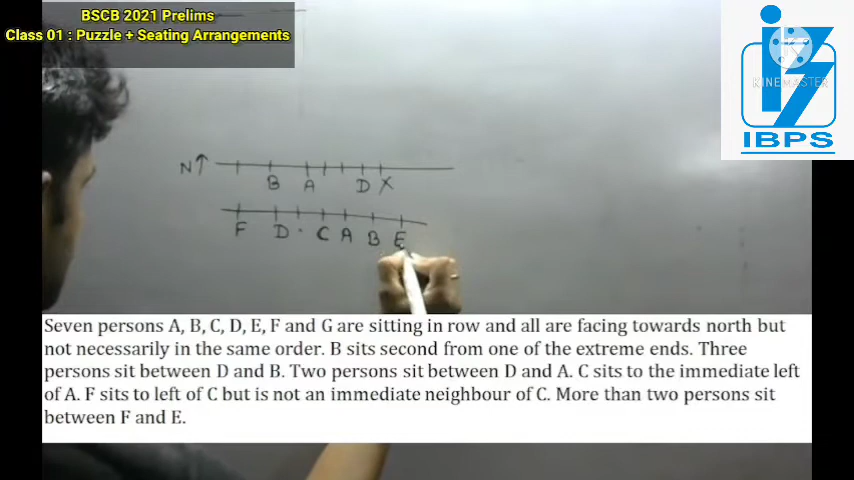 BSCB 2021 Prelims
Class 01 : Puzzle + Seating Arrangements
KINEMASTER
IBPS
N↑
B A D X
F D . C A B E
Seven persons A, B, C, D, E, F and G are sitting in row and all are facing towards north but
not necessarily in the same order. B sits second from one of the extreme ends. Three
persons sit between D and B. Two persons sit between D and A. C sits to the immediate left
of A. F sits to left of C but is not an immediate neighbour of C. More than two persons sit
between F and E.